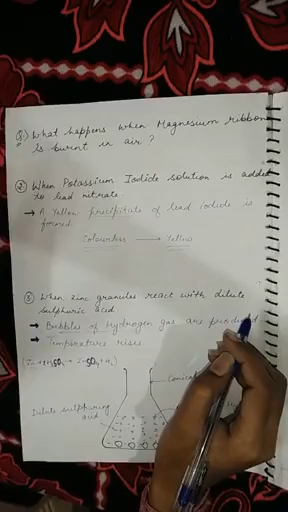 Q.1) What happens when Magnesium ribbon
is burnt in air ?
② When Potassium Iodide solution is added
to lead nitrate.
→ A Yellow precipitate of lead iodide is
formed.
Colourless → Yellow
③ When zinc granules react with dilute
Sulphuric acid
→ Bubbles of Hydrogen gas are produced
→ Temperature rises
Conical
Dilute sulphuric
acid